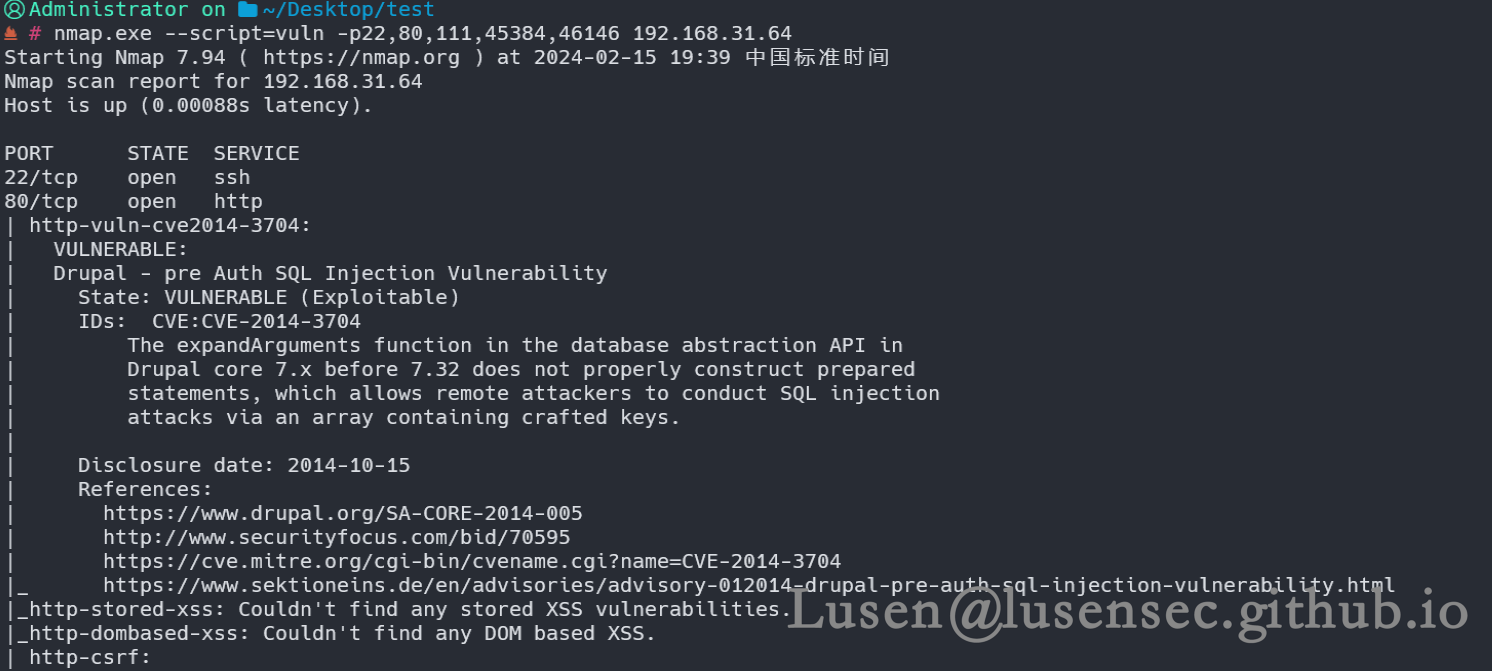 Administrator on ~/Desktop/test
# nmap.exe --script=vuln -p22,80,111,45384,46146 192.168.31.64
Starting Nmap 7.94 ( https://nmap.org ) at 2024-02-15 19:39 中国标准时间
Nmap scan report for 192.168.31.64
Host is up (0.00088s latency).
PORT      STATE  SERVICE
22/tcp    open   ssh
80/tcp    open   http
| http-vuln-cve2014-3704:
|   VULNERABLE:
|   Drupal - pre Auth SQL Injection Vulnerability
|     State: VULNERABLE (Exploitable)
|     IDs:  CVE:CVE-2014-3704
|         The expandArguments function in the database abstraction API in
|         Drupal core 7.x before 7.32 does not properly construct prepared
|         statements, which allows remote attackers to conduct SQL injection
|         attacks via an array containing crafted keys.
|
|     Disclosure date: 2014-10-15
|     References:
|       https://www.drupal.org/SA-CORE-2014-005
|       http://www.securityfocus.com/bid/70595
|       https://cve.mitre.org/cgi-bin/cvename.cgi?name=CVE-2014-3704
|_      https://www.sektioneins.de/en/advisories/advisory-012014-drupal-pre-auth-sql-injection-vulnerability.html
|_http-stored-xss: Couldn't find any stored XSS vulnerabilities.
|_http-dombased-xss: Couldn't find any DOM based XSS.
| http-csrf:
Lusen@lusensec.github.io